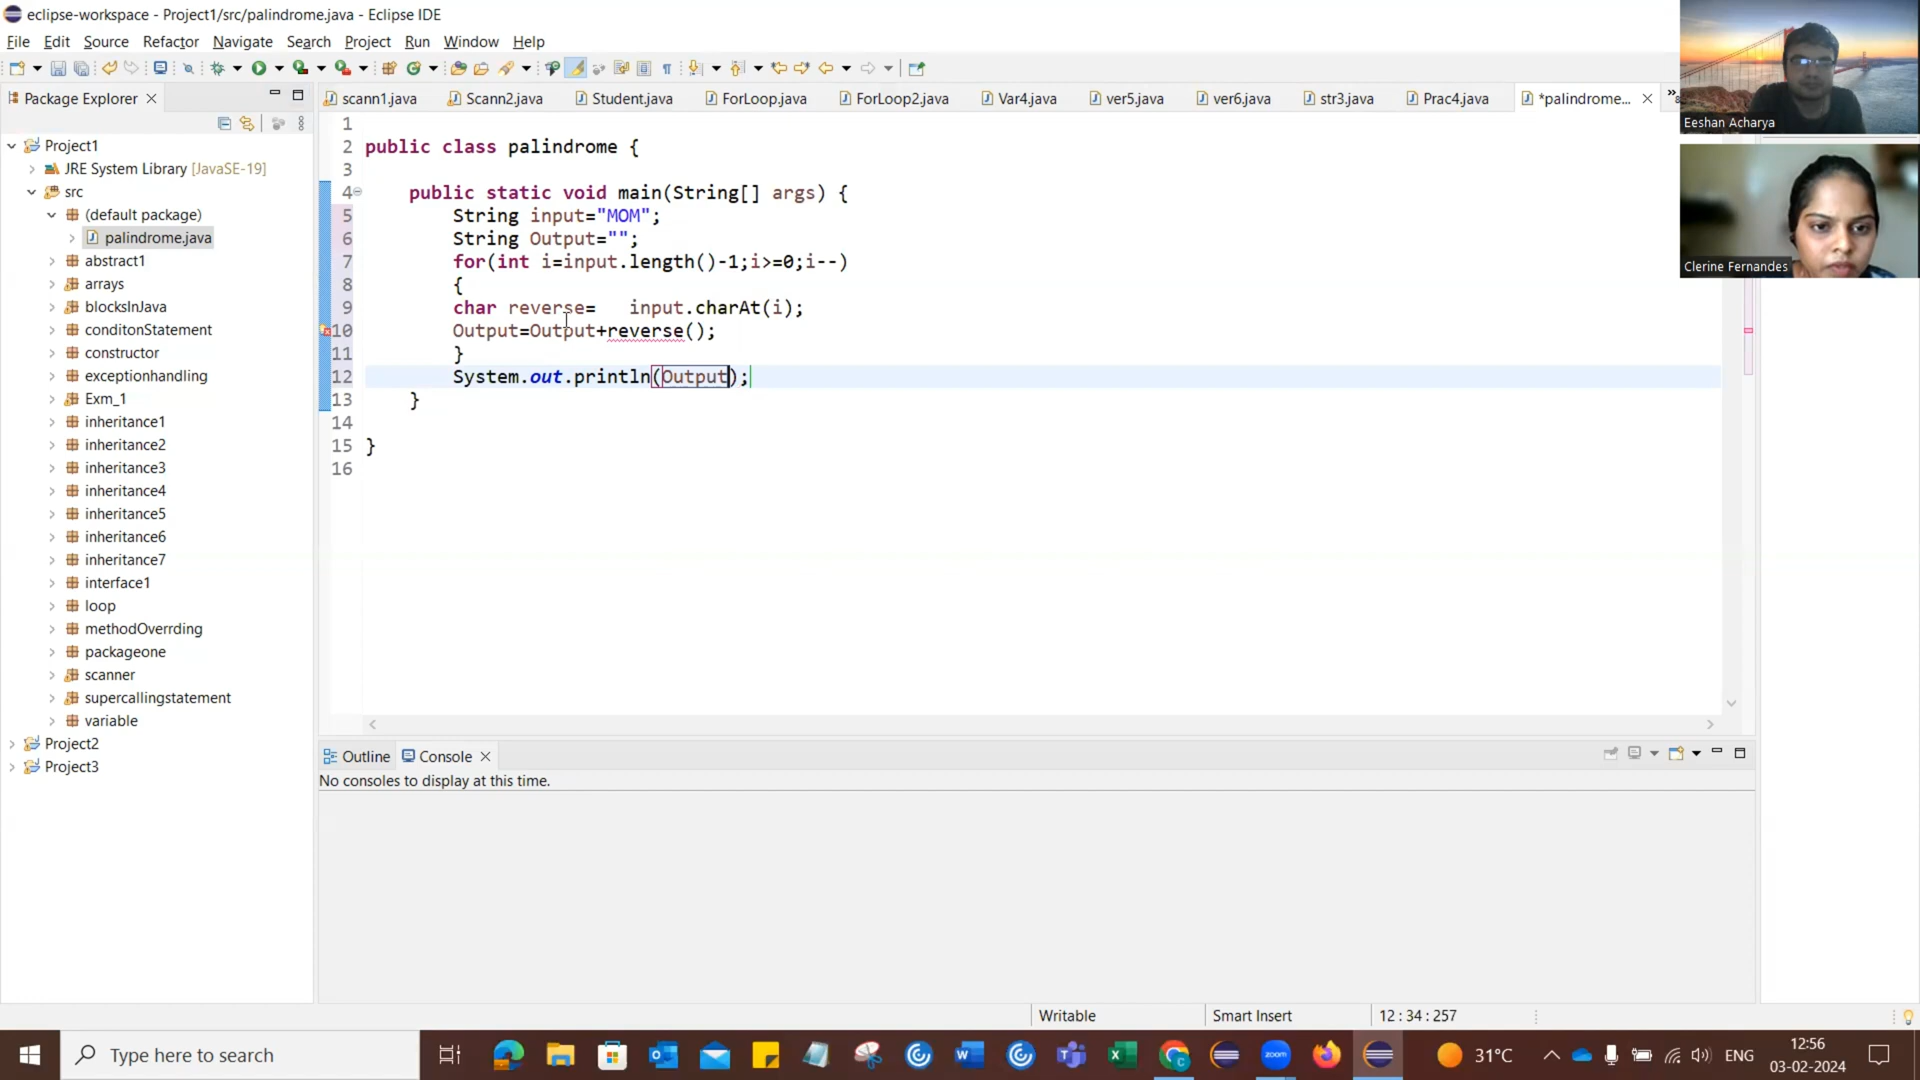 eclipse-workspace - Project1/src/palindrome.java - Eclipse IDE
File Edit Source Refactor Navigate Search Project Run Window Help
Package Explorer
scann1.java Scann2.java Student.java ForLoop.java ForLoop2.java Var4.java ver5.java ver6.java str3.java Prac4.java *palindrome...
Project1
JRE System Library [JavaSE-19]
src
(default package)
palindrome.java
abstract1
arrays
blocksInJava
conditonStatement
constructor
exceptionhandling
Exm_1
inheritance1
inheritance2
inheritance3
inheritance4
inheritance5
inheritance6
inheritance7
interface1
loop
methodOverrding
packageone
scanner
supercallingstatement
variable
Project2
Project3
1
2 public class palindrome {
3
4 public static void main(String[] args) {
5 String input="MOM";
6 String Output="";
7 for(int i=input.length()-1;i>=0;i--)
8 {
9 char reverse=   input.charAt(i);
10 Output=Output+reverse();
11 }
12 System.out.println(Output);
13 }
14
15 }
16
Eeshan Acharya
Clerine Fernandes
Outline Console
No consoles to display at this time.
Writable Smart Insert 12 : 34 : 257
Type here to search
zoom
31°C ENG 12:56
03-02-2024